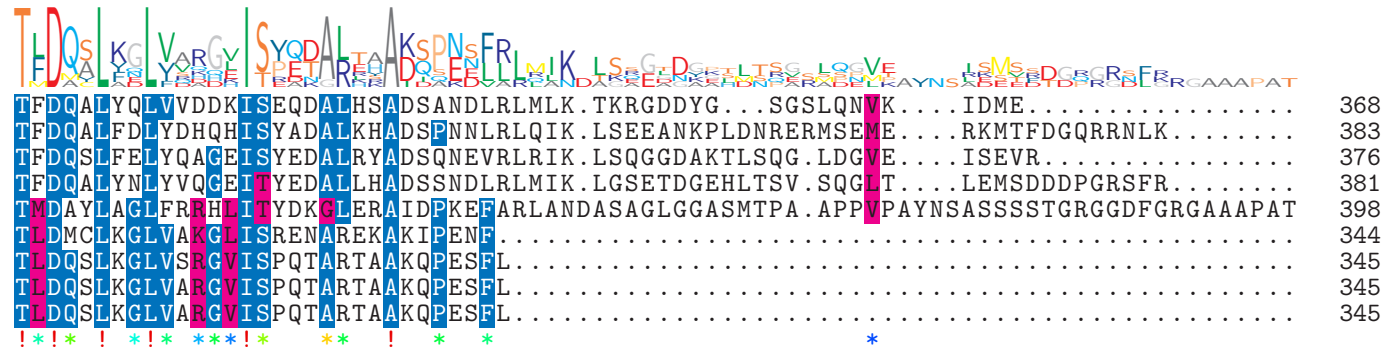 TFDQALYQLVVDDKISEQDALHSADSANDLRLMLK.TKRGDDYG...SGSLQNVK....IDME................. 368
TFDQALFDLYDHQHISYADALKHADSPNNLRLQIK.LSEEANKPLDNRERMSEME....RKMTFDGQRRNLK........ 383
TFDQSLFELYQAGEISYEDALRYADSQNEVRLRIK.LSQGGDAKTLSQG.LDGVE....ISEVR................ 376
TFDQALYNLYVQGEITYEDALLHADSSNDLRLMIK.LGSETDGEHLTSV.SQGLT....LEMSDDDPGRSFR........ 381
TMDAYLAGLFRRHLITYDKGLERAIDPKEFARLANDASAGLGGASMTPA.APPVPAYNSASSSSTGRGGDFGRGAAAPAT 398
TLDMCLKGLVAKGLISRENAREKAKIPENF.................................................. 344
TLDQSLKGLVSRGVISPQTARTAAKQPESFL................................................. 345
TLDQSLKGLVARGVISPQTARTAAKQPESFL................................................. 345
TLDQSLKGLVARGVISPQTARTAAKQPESFL................................................. 345
!*!* ! *!* ****!* ** ! * * *